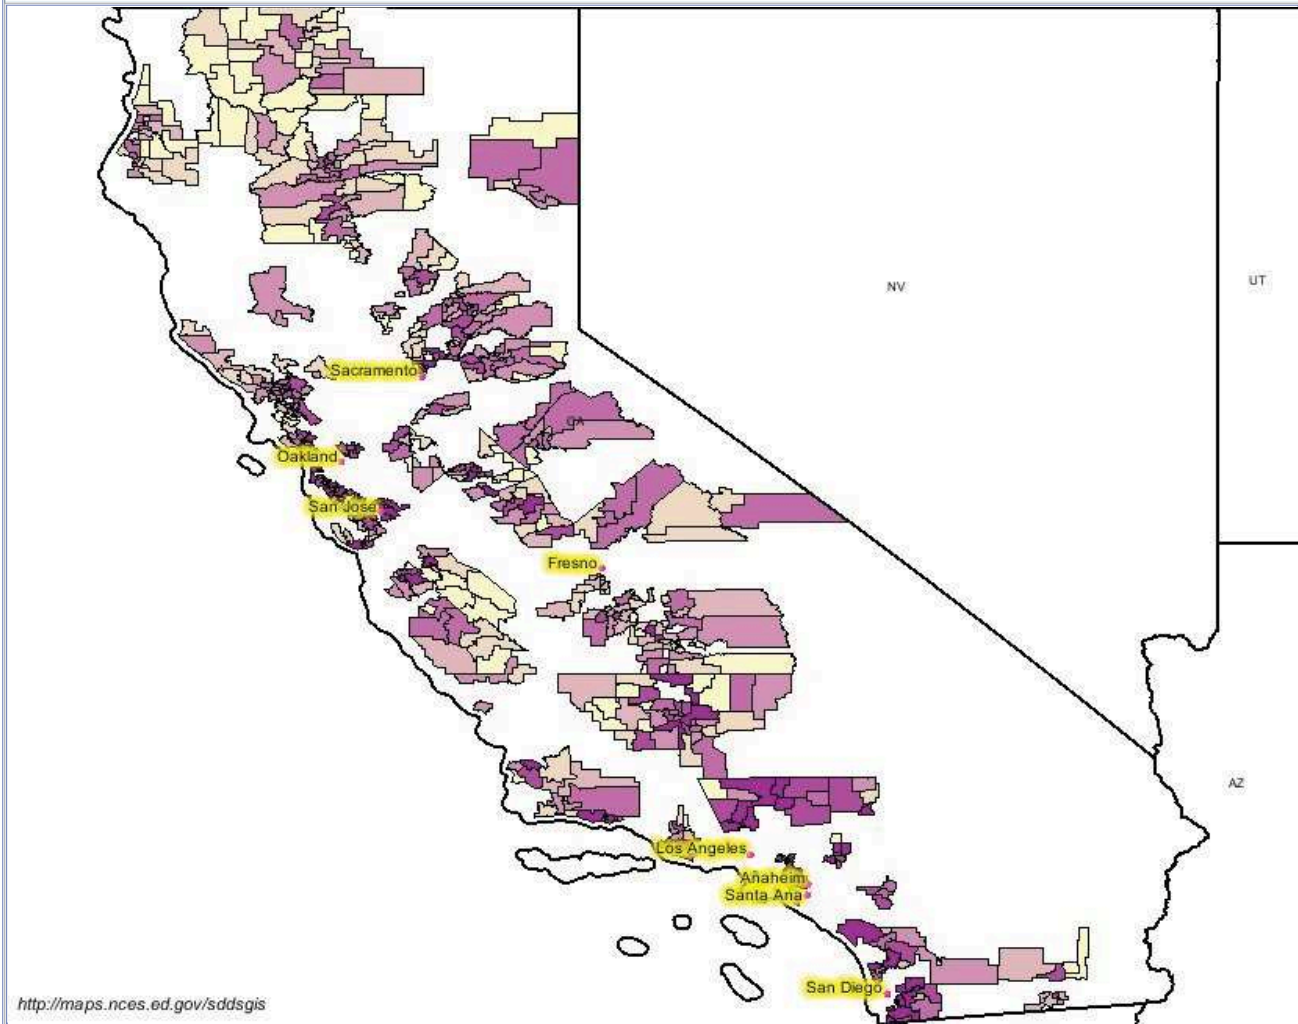 UT
NV
Sacramento
CA
Oakland
San Jose
Fresno
AZ
Los Angeles
Anaheim
Santa Ana
San Diego
http://maps.nces.ed.gov/sddsgis